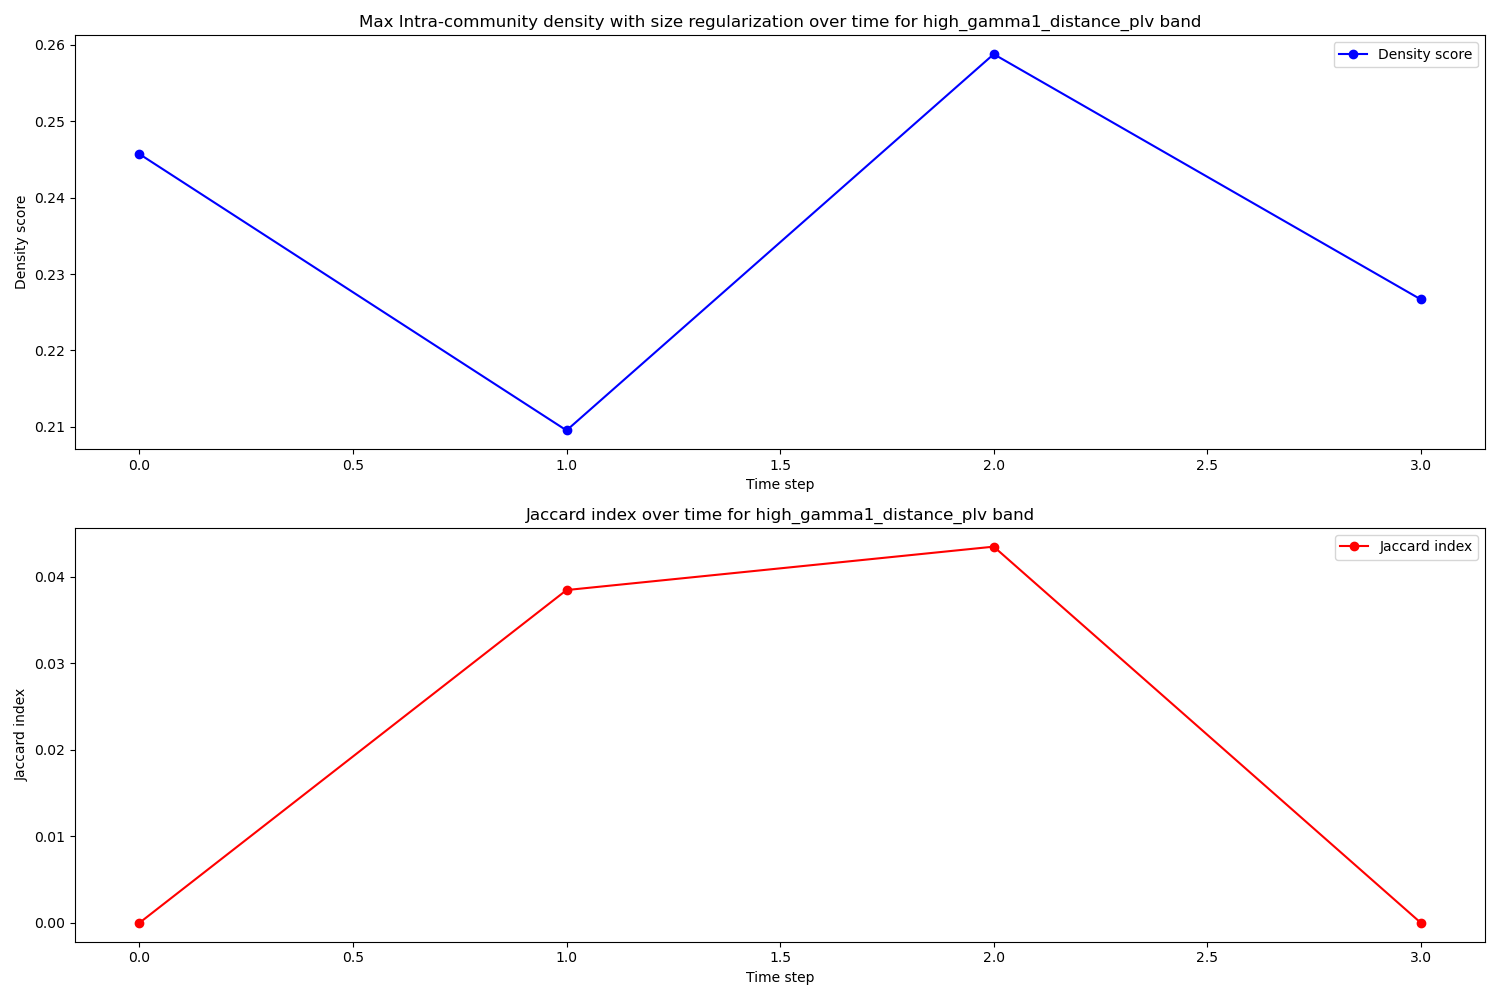 Max Intra-community density with size regularization over time for high_gamma1_distance_plv band
Density score
0.26
0.25
0.24
0.23
0.22
0.21
Density score
0.0 0.5 1.0 1.5 2.0 2.5 3.0
Time step
Jaccard index over time for high_gamma1_distance_plv band
Jaccard index
0.04
0.03
0.02
0.01
0.00
Jaccard index
0.0 0.5 1.0 1.5 2.0 2.5 3.0
Time step